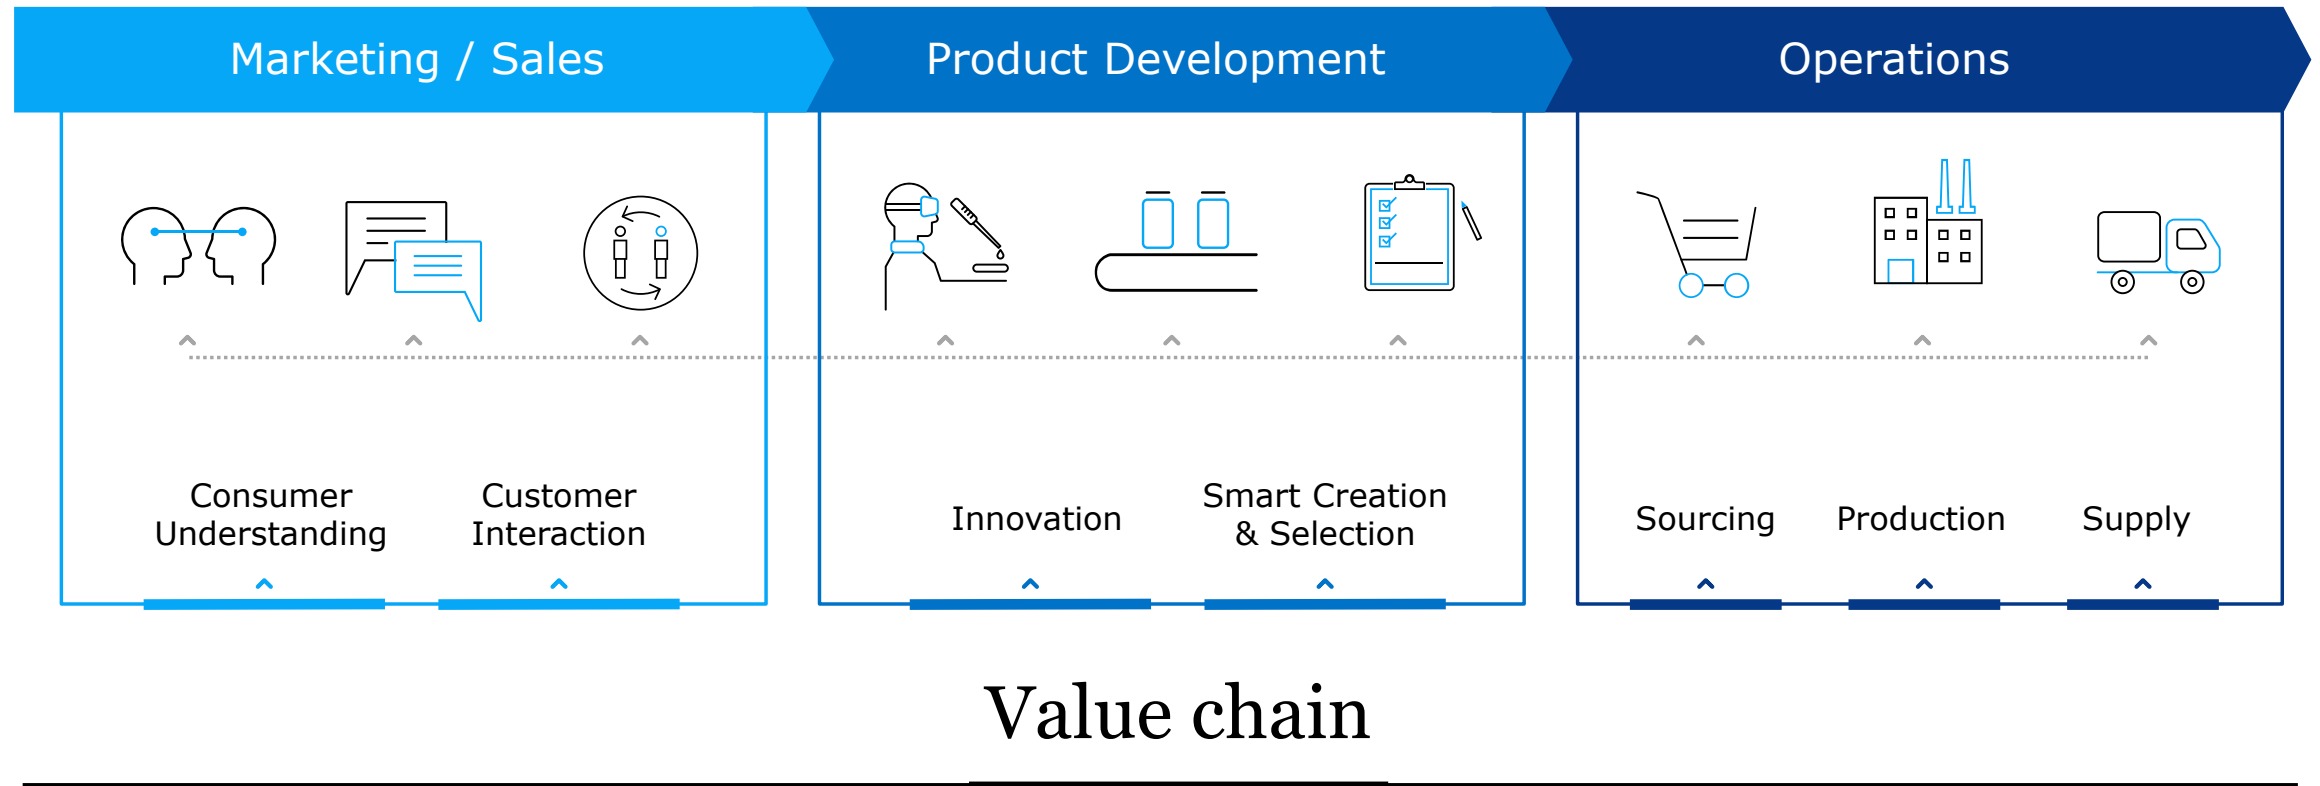 Marketing / Sales
Product Development
Operations
Consumer
Understanding
Customer
Interaction
Innovation
Smart Creation
& Selection
Sourcing
Production
Supply
Value chain